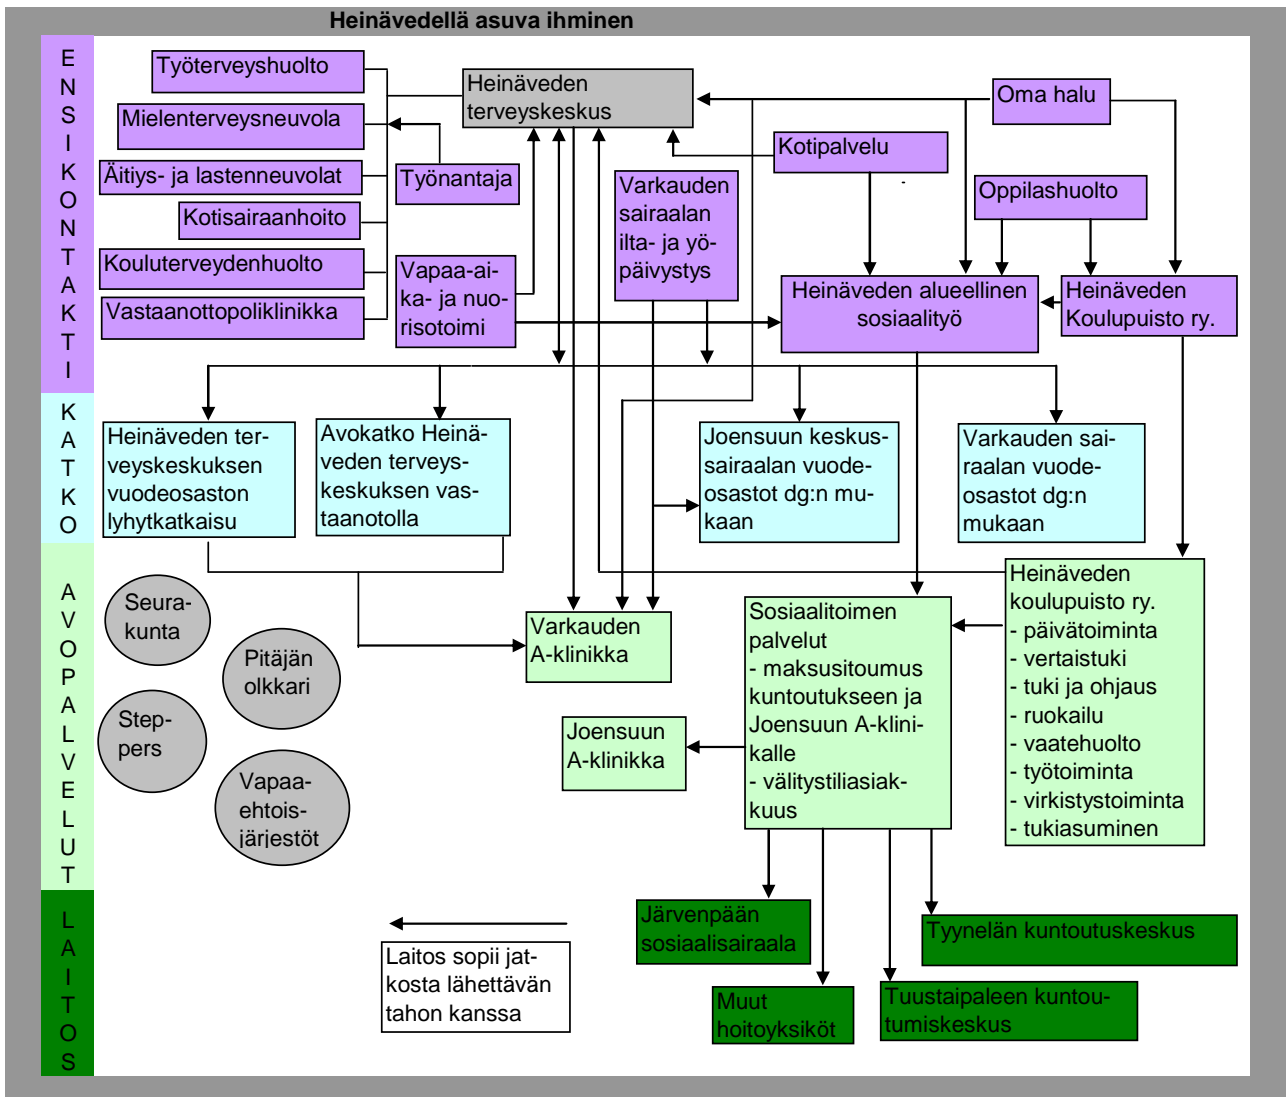 Heinävedellä asuva ihminen
E
N
S
I
K
O
N
T
A
K
T
I
Työterveyshuolto
Mielenterveysneuvola
Äitiys- ja lastenneuvolat
Kotisairaanhoito
Kouluterveydenhuolto
Vastaanottopoliklinikka
Heinäveden
terveyskeskus
Työnantaja
Vapaa-ai-
ka- ja nuo-
risotoimi
Varkauden
sairaalan
ilta- ja yö-
päivystys
Kotipalvelu
Oma halu
Oppilashuolto
Heinäveden alueellinen
sosiaalityö
Heinäveden
Koulupuisto ry.
K
A
T
K
O
Heinäveden ter-
veyskeskuksen
vuodeosaston
lyhytkatkaisu
Avokatko Heinä-
veden terveys-
keskuksen vas-
taanotolla
Joensuun keskus-
sairaalan vuode-
osastot dg:n mu-
kaan
Varkauden sai-
raalan vuode-
osastot dg:n
mukaan
A
V
O
P
A
L
V
E
L
U
T
Seura-
kunta
Pitäjän
olkkari
Step-
pers
Vapaa-
ehtois-
järjestöt
Varkauden
A-klinikka
Joensuun
A-klinikka
Sosiaalitoimen
palvelut
- maksusitoumus
kuntoutukseen ja
Joensuun A-klini-
kalle
- välitystiliasiak-
kuus
Heinäveden
koulupuisto ry.
- päivätoiminta
- vertaistuki
- tuki ja ohjaus
- ruokailu
- vaatehuolto
- työtoiminta
- virkistystoiminta
- tukiasuminen
L
A
I
T
O
S
Laitos sopii jat-
kosta lähettävän
tahon kanssa
Järvenpään
sosiaalisairaala
Muut
hoitoyksiköt
Tyynelän kuntoutuskeskus
Tuustaipaleen kuntou-
tumiskeskus